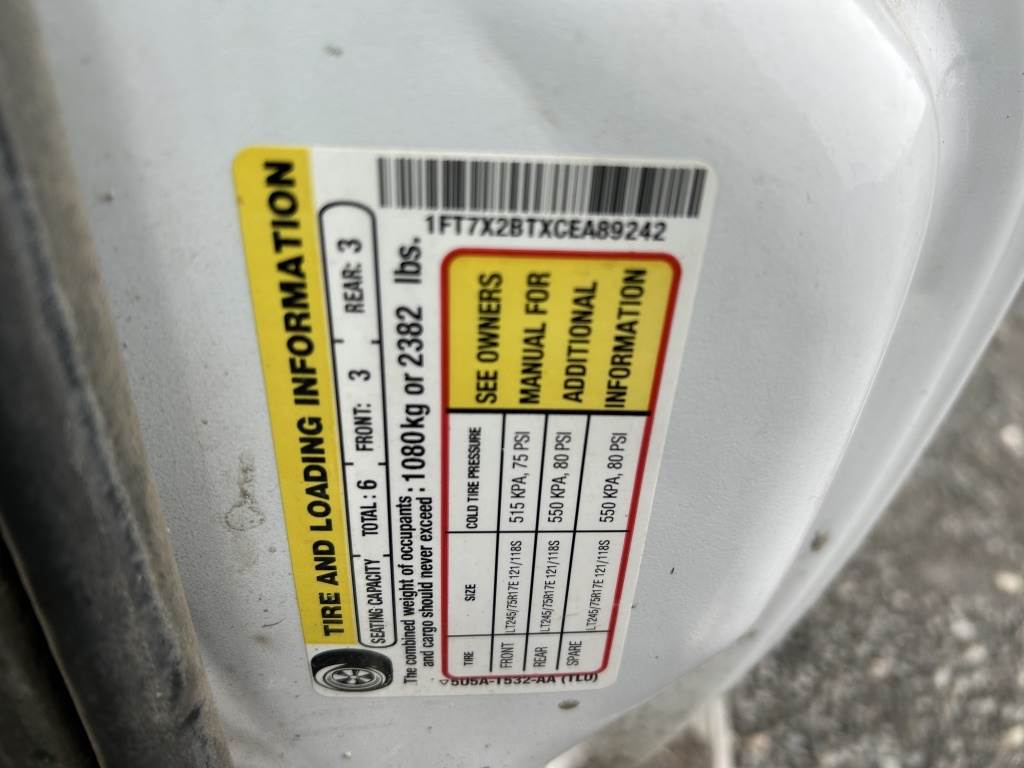 TIRE AND LOADING INFORMATION
SEATING CAPACITY TOTAL: 6 FRONT: 3 REAR: 3
The combined weight of occupants
and cargo should never exceed : 1080kg or 2382 lbs.
1FT7X2BTXCEA89242
TIRE SIZE COLD TIRE PRESSURE
FRONT LT245/75R17E 121/118S 515 KPA, 75 PSI
REAR LT245/75R17E 121/118S 550 KPA, 80 PSI
SPARE LT245/75R17E 121/118S 550 KPA, 80 PSI
SEE OWNERS
MANUAL FOR
ADDITIONAL
INFORMATION